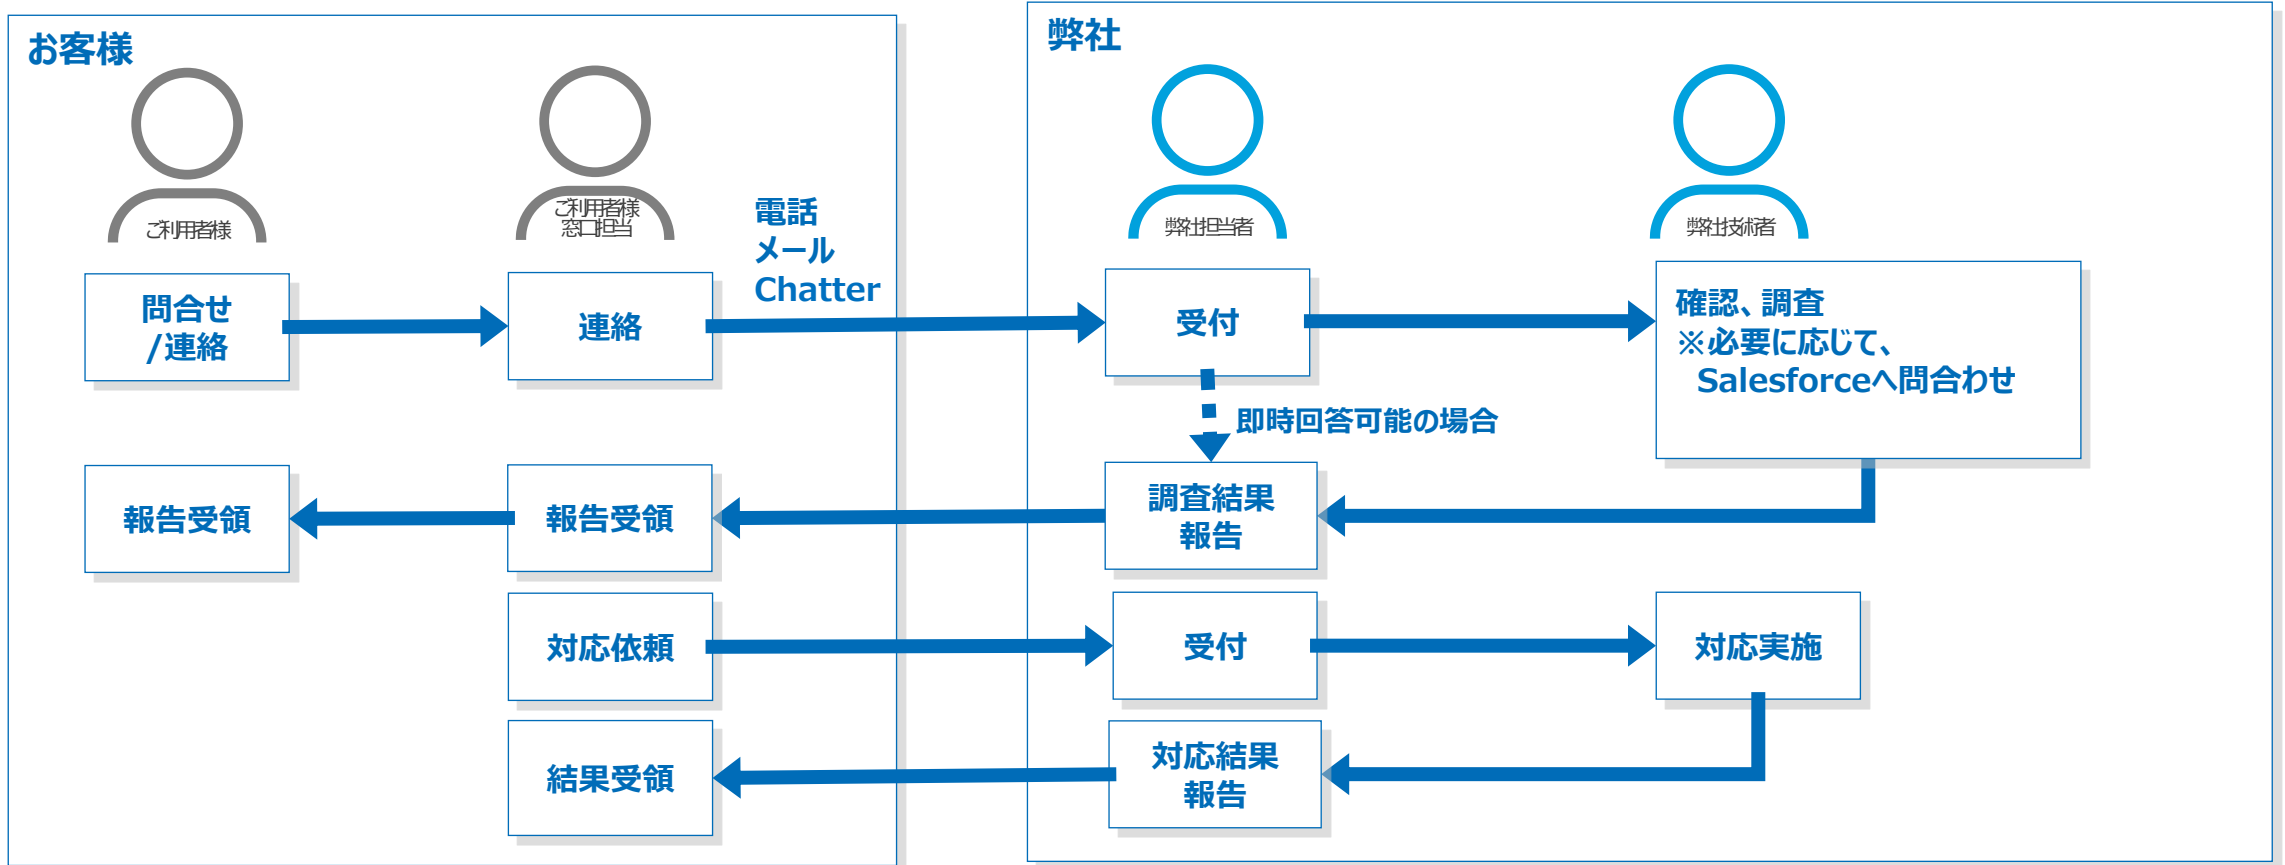 お客様
弊社
ご利用者様
ご利用者様
窓口担当
電話
メール
Chatter
弊社担当者
弊社技術者
問合せ
/連絡
連絡
受付
確認、調査
※必要に応じて、
Salesforceへ問合わせ
即時回答可能の場合
報告受領
報告受領
調査結果
報告
対応依頼
受付
対応実施
結果受領
対応結果
報告